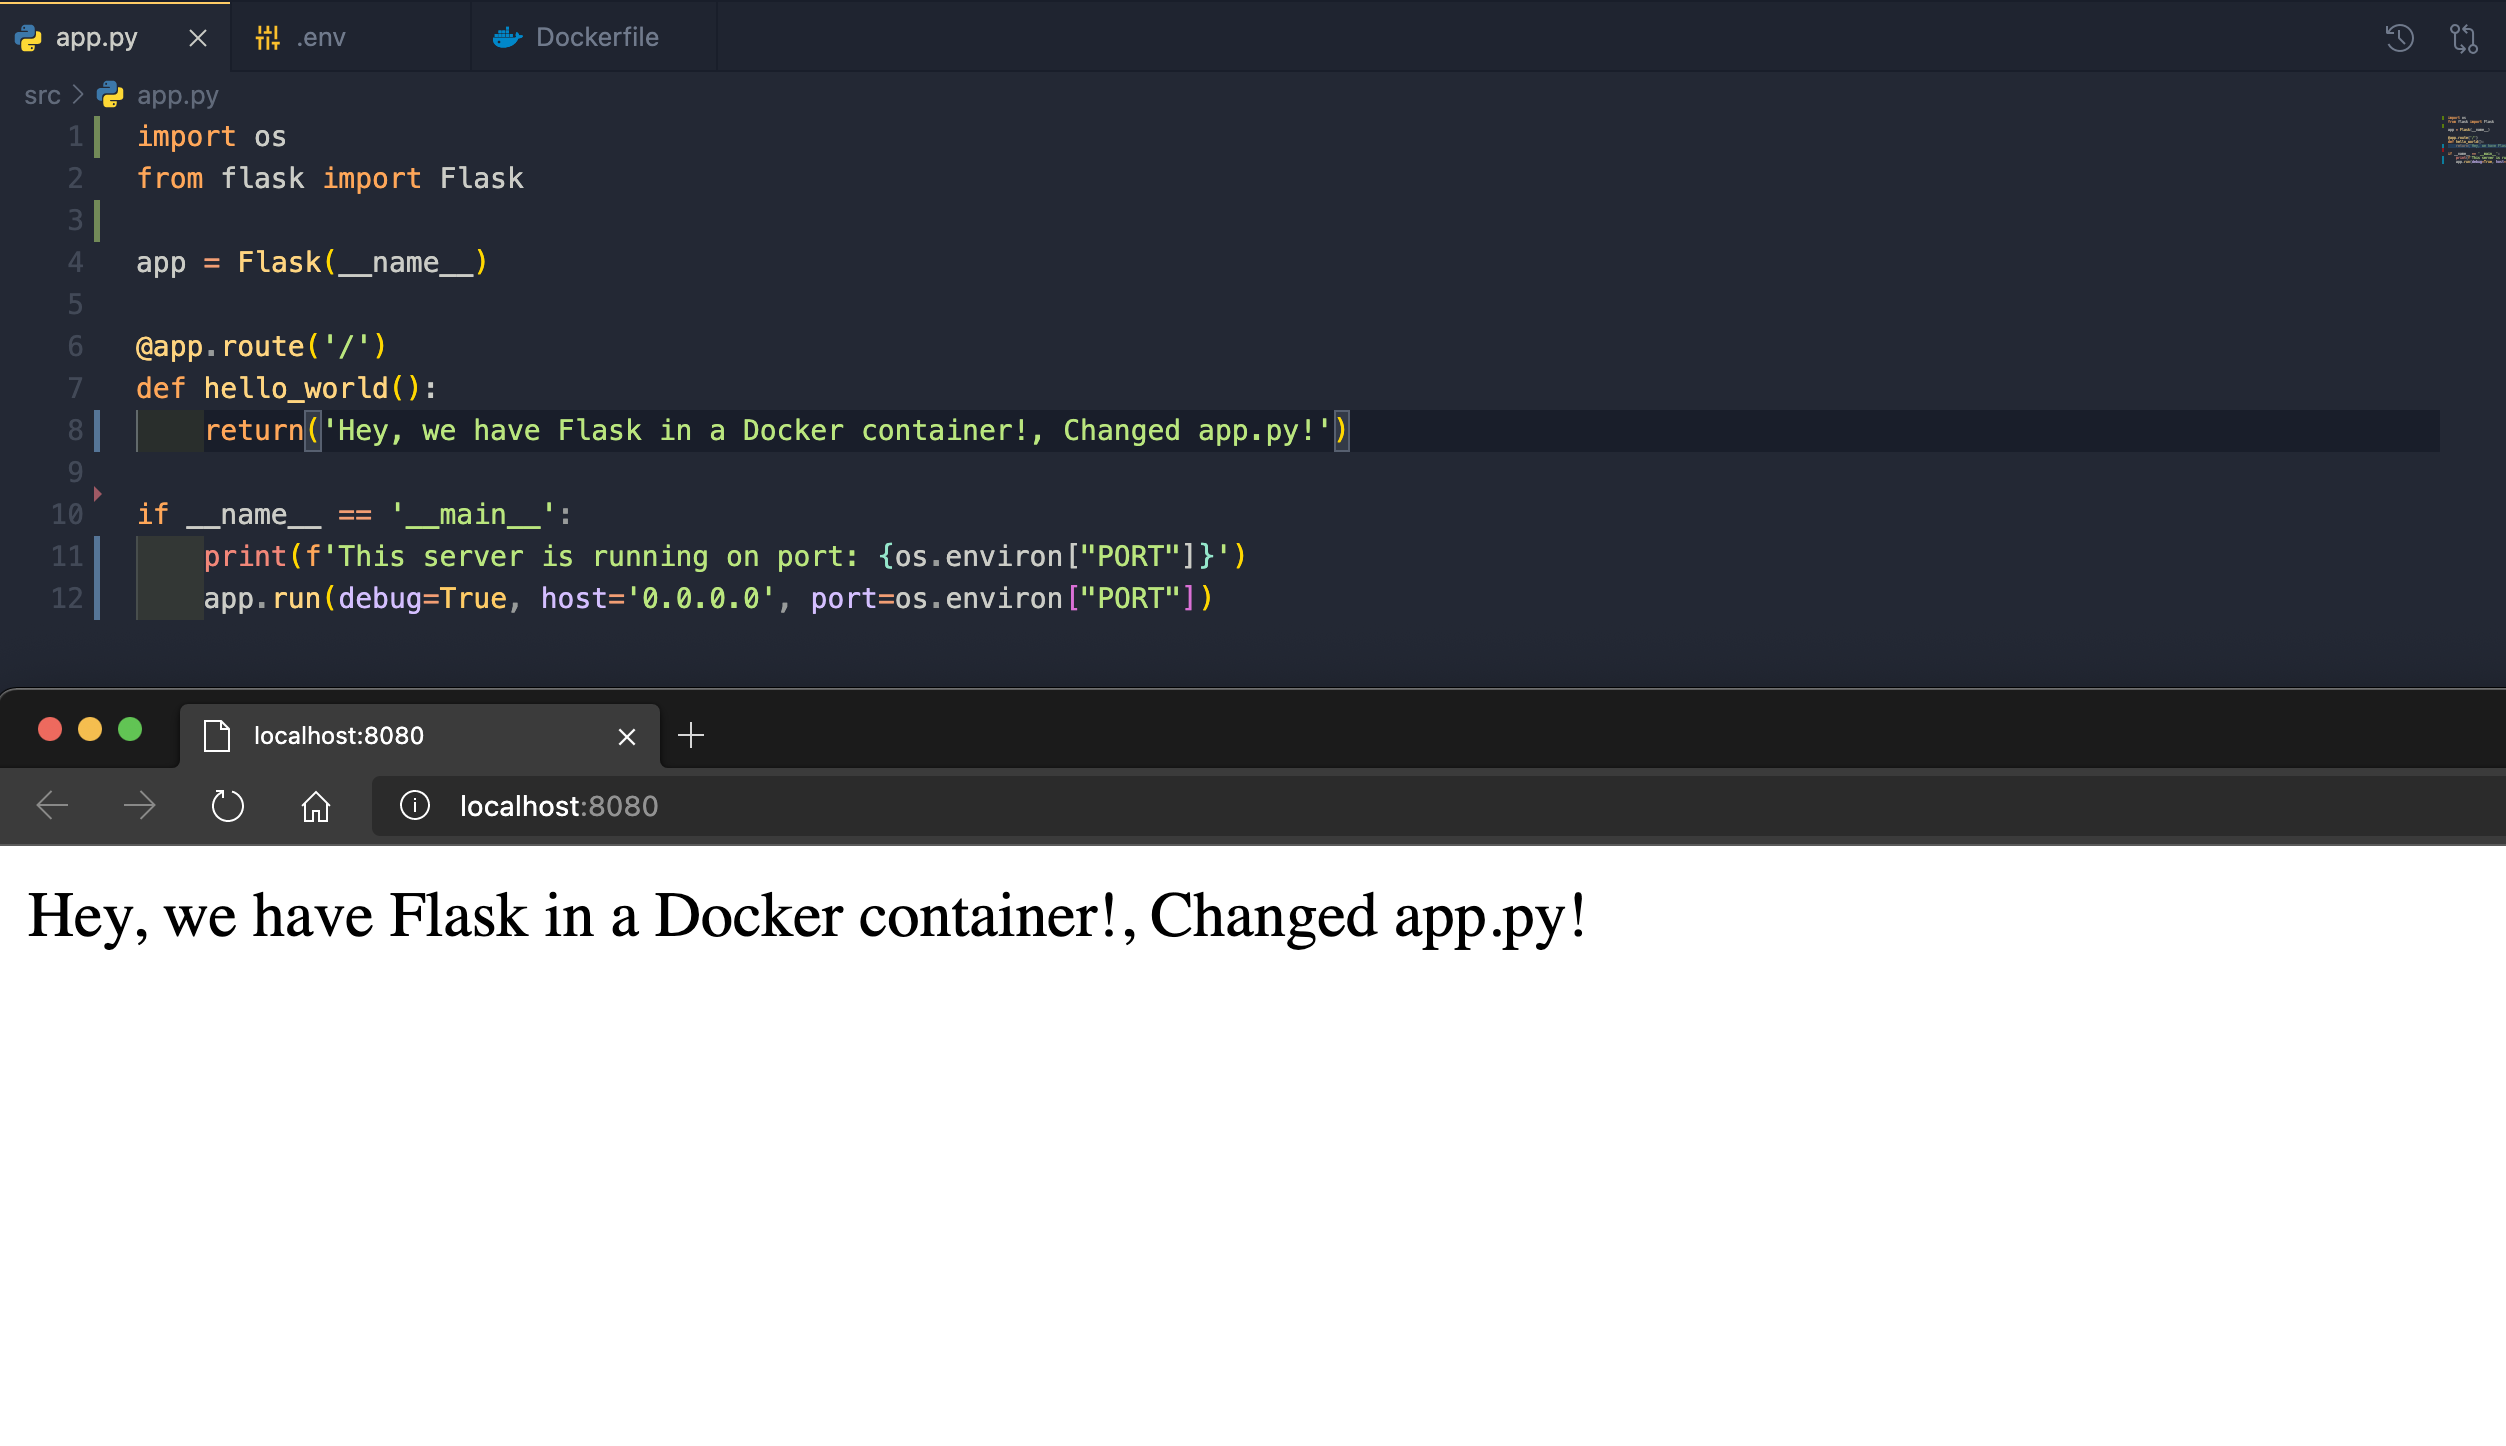 app.py
.env
Dockerfile
src > app.py
1 import os
2 from flask import Flask
3
4 app = Flask(__name__)
5
6 @app.route('/')
7 def hello_world():
8     return('Hey, we have Flask in a Docker container!, Changed app.py!')
9
10 if __name__ == '__main__':
11     print(f'This server is running on port: {os.environ["PORT"]}')
12     app.run(debug=True, host='0.0.0.0', port=os.environ["PORT"])
localhost:8080
localhost:8080
Hey, we have Flask in a Docker container!, Changed app.py!